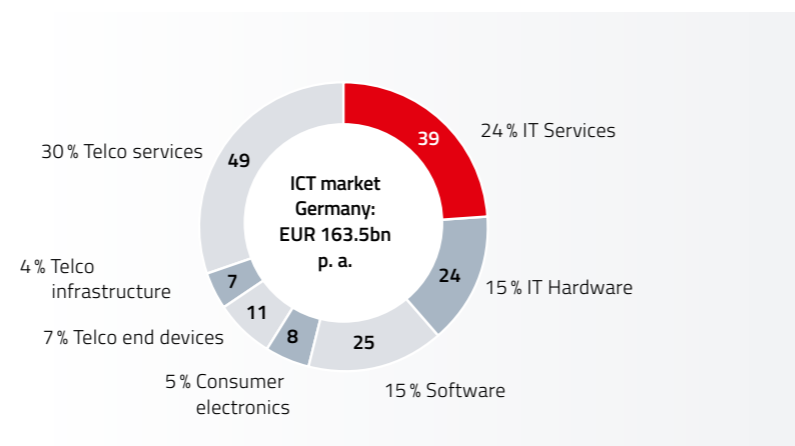 39
24 % IT Services
30 % Telco services
49
ICT market
Germany:
EUR 163.5bn
p. a.
4 % Telco
infrastructure
7
24
15 % IT Hardware
11
7 % Telco end devices
8
25
5 % Consumer
electronics
15 % Software